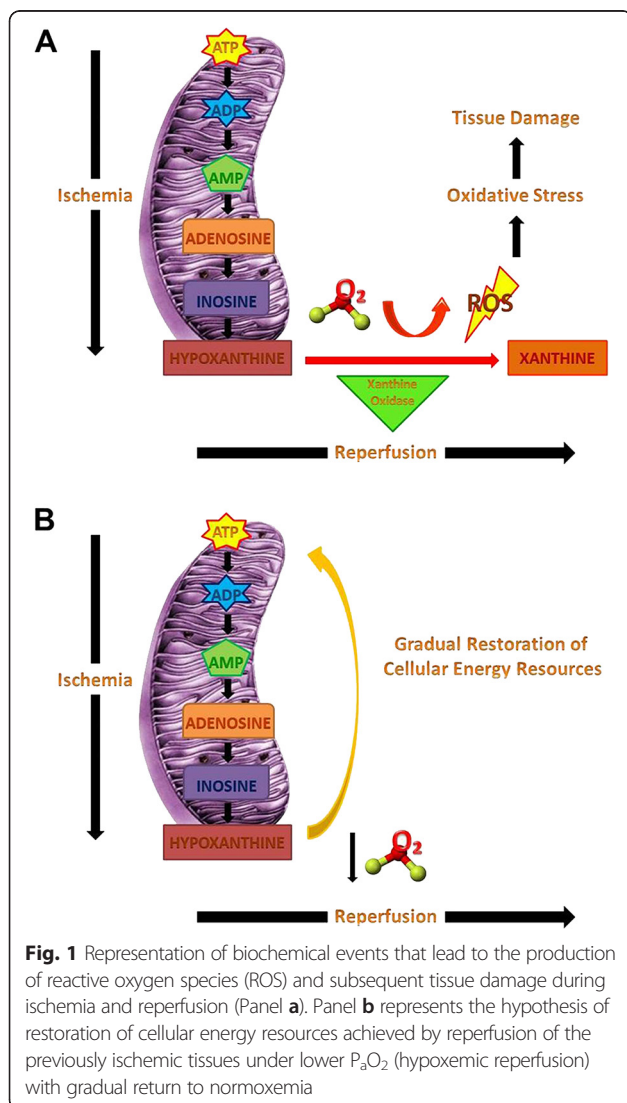 A
ATP
ADP
AMP
Ischemia
ADENOSINE
INOSINE
HYPOXANTHINE
O2
ROS
Tissue Damage
Oxidative Stress
XANTHINE
Xanthine
Oxidase
Reperfusion
B
ATP
ADP
AMP
Ischemia
ADENOSINE
INOSINE
HYPOXANTHINE
Gradual Restoration of
Cellular Energy Resources
O2
Reperfusion
Fig. 1 Representation of biochemical events that lead to the production
of reactive oxygen species (ROS) and subsequent tissue damage during
ischemia and reperfusion (Panel a). Panel b represents the hypothesis of
restoration of cellular energy resources achieved by reperfusion of the
previously ischemic tissues under lower PaO2 (hypoxemic reperfusion)
with gradual return to normoxemia